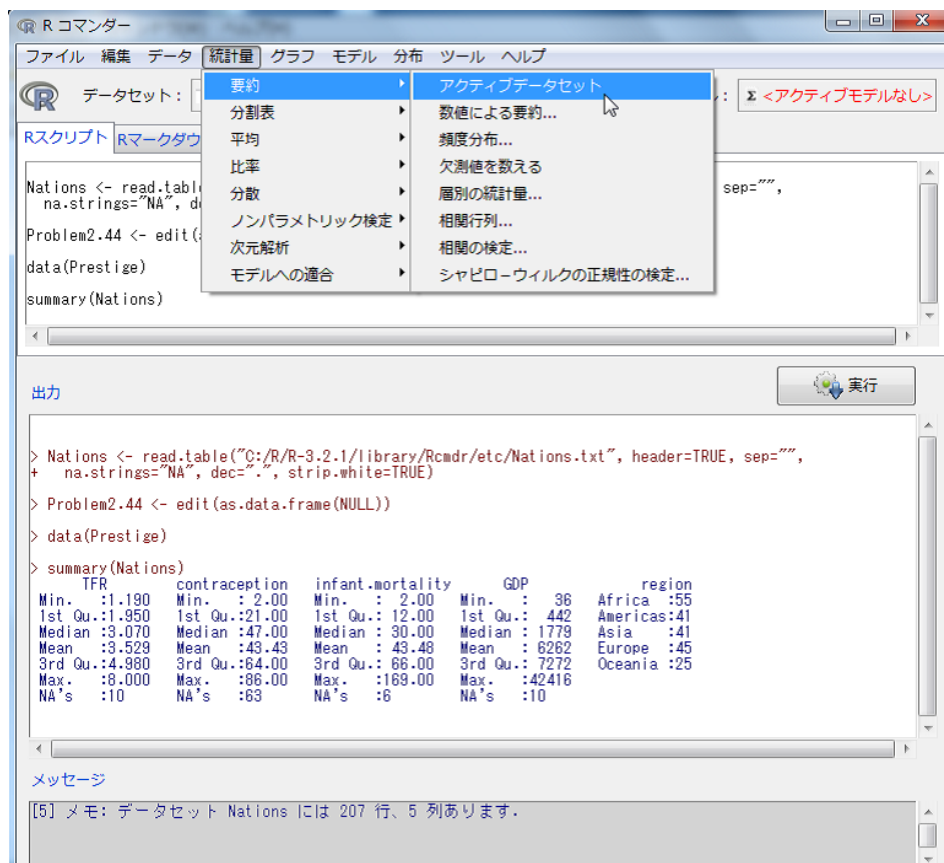 R コマンダー
ファイル 編集 データ 統計量 グラフ モデル 分布 ツール ヘルプ
データセット: : Σ <アクティブモデルなし>
要約 アクティブデータセット
分割表 数値による要約...
平均 頻度分布...
比率 欠測値を数える
分散 層別の統計量...
ノンパラメトリック検定 相関行列...
次元解析 相関の検定...
モデルへの適合 シャピロ-ウィルクの正規性の検定...
Rスクリプト Rマークダウ
Nations <- read.tabl sep="",
na.strings="NA", d
Problem2.44 <- edit(
data(Prestige)
summary(Nations)
出力
実行
> Nations <- read.table("C:/R/R-3.2.1/library/Rcmdr/etc/Nations.txt", header=TRUE, sep="",
+ na.strings="NA", dec=".", strip.white=TRUE)
> Problem2.44 <- edit(as.data.frame(NULL))
> data(Prestige)
> summary(Nations)
TFR contraception infant.mortality GDP region
Min. :1.190 Min. : 2.00 Min. : 2.00 Min. : 36 Africa :55
1st Qu.:1.950 1st Qu.:21.00 1st Qu.: 12.00 1st Qu.: 442 Americas:41
Median :3.070 Median :47.00 Median : 30.00 Median : 1779 Asia :41
Mean :3.529 Mean :43.43 Mean : 43.48 Mean : 6262 Europe :45
3rd Qu.:4.980 3rd Qu.:64.00 3rd Qu.: 66.00 3rd Qu.: 7272 Oceania :25
Max. :8.000 Max. :86.00 Max. :169.00 Max. :42416
NA's :10 NA's :63 NA's :6 NA's :10
メッセージ
[5] メモ: データセット Nations には 207 行、5 列あります.